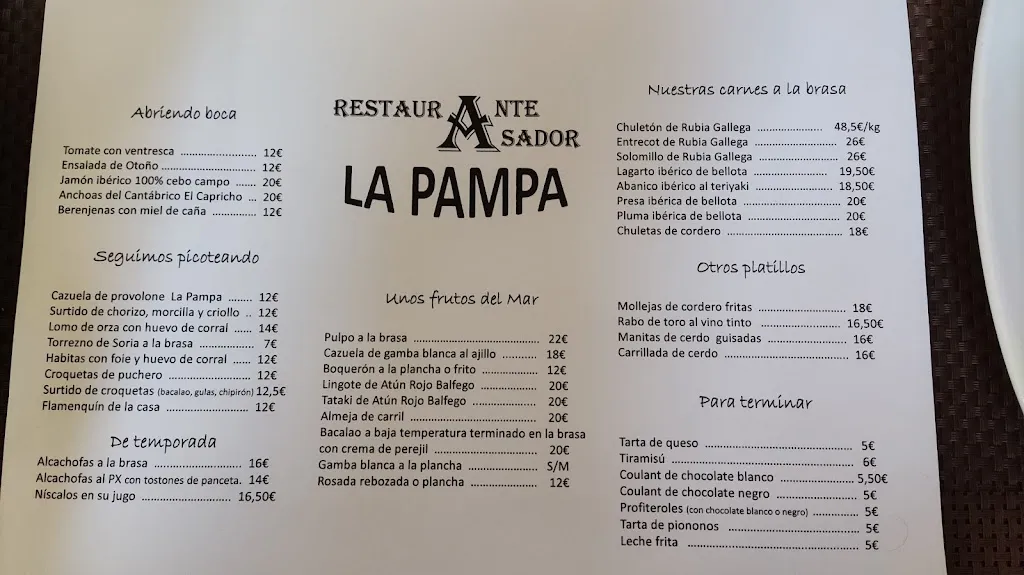 Abriendo boca
Tomate con ventresca ........................ 12€
Ensalada de Otoño ............................. 12€
Jamón ibérico 100% cebo campo ...... 20€
Anchoas del Cantábrico El Capricho ... 20€
Berenjenas con miel de caña .............. 12€
Seguimos picoteando
Cazuela de provolone La Pampa ........ 12€
Surtido de chorizo, morcilla y criollo .. 12€
Lomo de orza con huevo de corral ...... 14€
Torrezno de Soria a la brasa ................ 7€
Habitas con foie y huevo de corral ...... 12€
Croquetas de puchero ......................... 12€
Surtido de croquetas (bacalao, gulas, chipirón) 12,5€
Flamenquín de la casa ......................... 12€
De temporada
Alcachofas a la brasa ............................ 16€
Alcachofas al PX con tostones de panceta. 14€
Níscalos en su jugo ........................... 16,50€
RESTAURANTE
ASADOR
LA PAMPA
Unos frutos del Mar
Pulpo a la brasa ......................................... 22€
Cazuela de gamba blanca al ajillo ........... 18€
Boquerón a la plancha o frito .................. 12€
Lingote de Atún Rojo Balfego .................. 20€
Tataki de Atún Rojo Balfego .................... 20€
Almeja de carril ........................................ 20€
Bacalao a baja temperatura terminado en la brasa
con crema de perejil ................................. 20€
Gamba blanca a la plancha ..................... S/M
Rosada rebozada o plancha ..................... 12€
Nuestras carnes a la brasa
Chuletón de Rubia Gallega .................... 48,5€/kg
Entrecot de Rubia Gallega ......................... 26€
Solomillo de Rubia Gallega ........................ 26€
Lagarto ibérico de bellota ...................... 19,50€
Abanico ibérico al teriyaki ...................... 18,50€
Presa ibérica de bellota ............................. 20€
Pluma ibérica de bellota ............................ 20€
Chuletas de cordero .................................. 18€
Otros platillos
Mollejas de cordero fritas .......................... 18€
Rabo de toro al vino tinto ........................ 16,50€
Manitas de cerdo guisadas ........................ 16€
Carrillada de cerdo ..................................... 16€
Para terminar
Tarta de queso ............................................. 5€
Tiramisú ....................................................... 6€
Coulant de chocolate blanco ........................ 5,50€
Coulant de chocolate negro ......................... 5€
Profiteroles (con chocolate blanco o negro) ............. 5€
Tarta de piononos ........................................ 5€
Leche frita .................................................... 5€